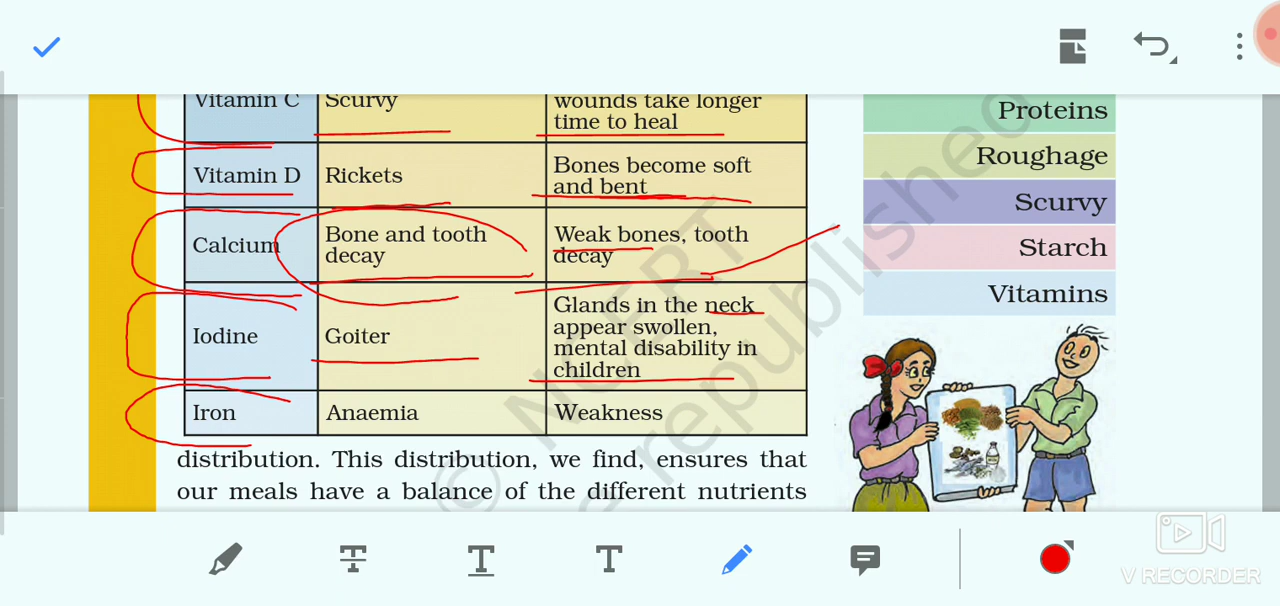 Vitamin C
Scurvy
wounds take longer
time to heal
Vitamin D
Rickets
Bones become soft
and bent
Calcium
Bone and tooth
decay
Weak bones, tooth
decay
Iodine
Goiter
Glands in the neck
appear swollen,
mental disability in
children
Iron
Anaemia
Weakness
distribution. This distribution, we find, ensures that
our meals have a balance of the different nutrients
Proteins
Roughage
Scurvy
Starch
Vitamins
© NCERT
republished
T
T
T
V RECORDER